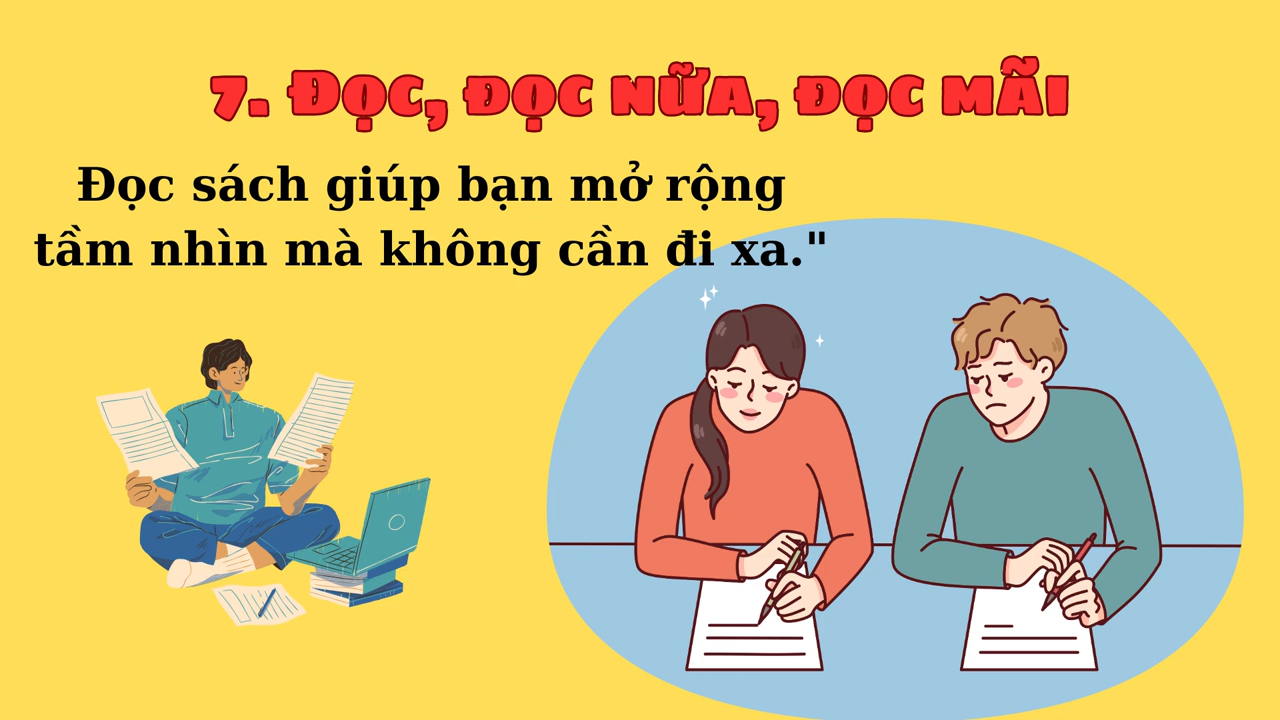 7. Đọc, đọc nữa, đọc mãi
Đọc sách giúp bạn mở rộng
tầm nhìn mà không cần đi xa."